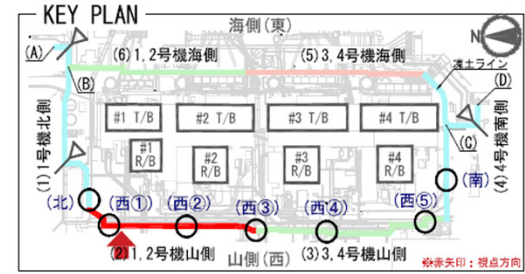 KEY PLAN
海側(東)
N
(A)
(6)1,2号機海側
(5)3,4号機海側
凍土ライン
(B)
(D)
#1 T/B
#2 T/B
#3 T/B
#4 T/B
(C)
(1)1号機北側
#1
R/B
#2
R/B
#3
R/B
#4
R/B
(4)4号機南側
(北)
(西①)
(西②)
(西③)
(西④)
(西⑤)
(南)
(2)1,2号機山側
山側(西)
(3)3,4号機山側
※赤矢印：視点方向